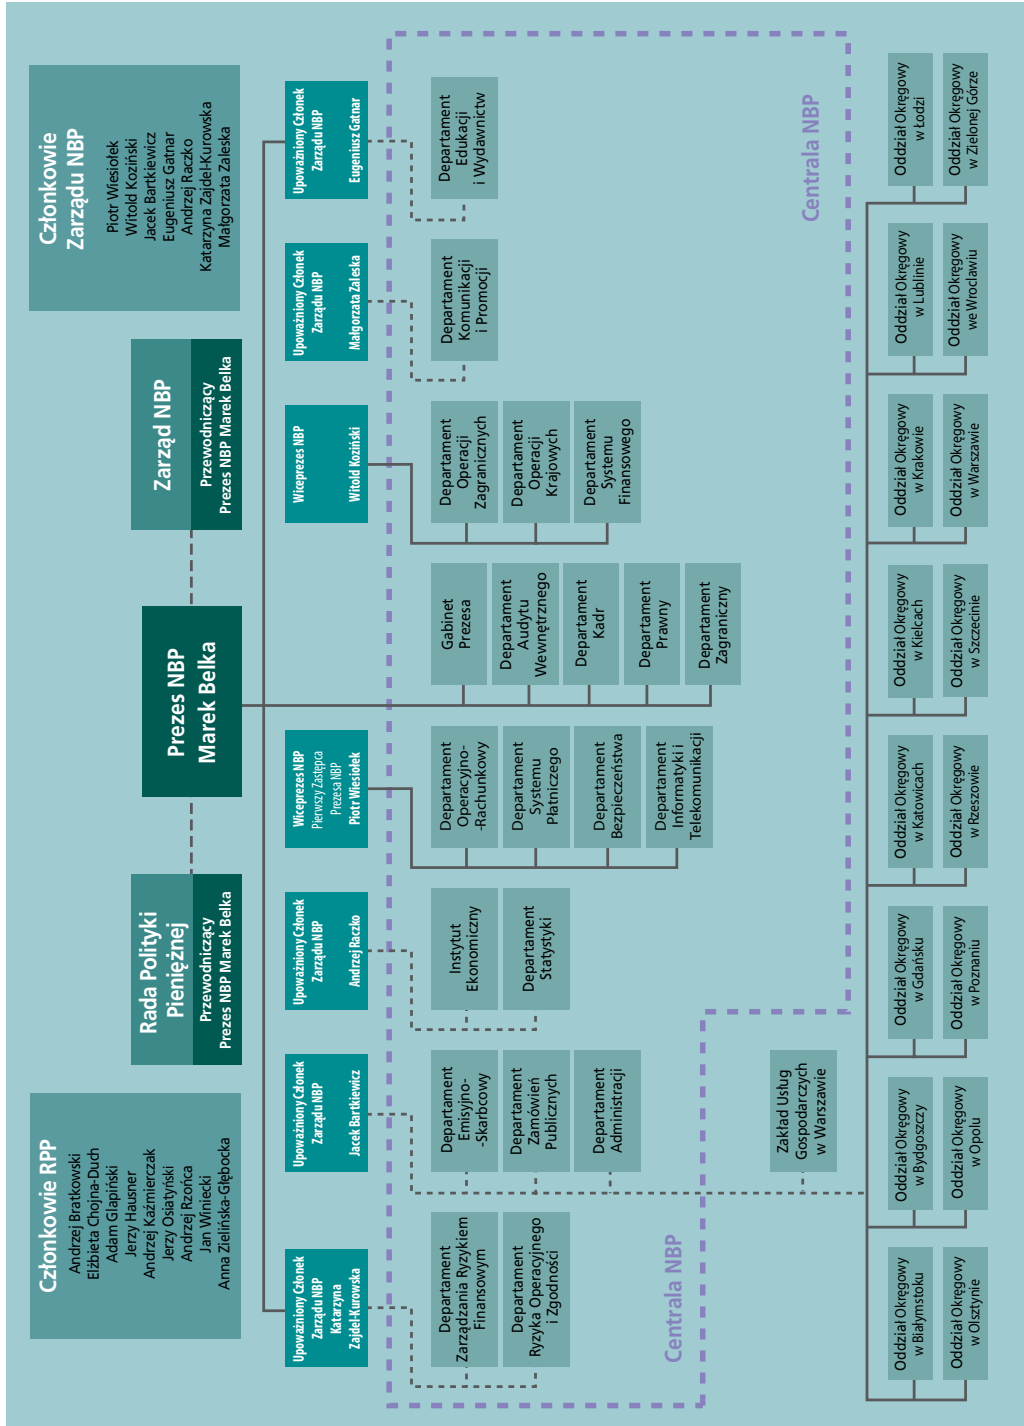 Członkowie RPP
Andrzej Bratkowski
Elżbieta Chojna-Duch
Adam Glapiński
Jerzy Hausner
Andrzej Kaźmierczak
Jerzy Osiatyński
Andrzej Rzońca
Jan Winiecki
Anna Zielińska-Głębocka
Rada Polityki
Pieniężnej
Przewodniczący
Prezes NBP Marek Belka
Prezes NBP
Marek Belka
Zarząd NBP
Przewodniczący
Prezes NBP Marek Belka
Członkowie
Zarządu NBP
Piotr Wiesiołek
Witold Koziński
Jacek Bartkiewicz
Eugeniusz Gatnar
Andrzej Raczko
Katarzyna Zajdel-Kurowska
Małgorzata Zaleska
Upoważniony Członek
Zarządu NBP
Katarzyna
Zajdel-Kurowska
Upoważniony Członek
Zarządu NBP
Jacek Bartkiewicz
Upoważniony Członek
Zarządu NBP
Andrzej Raczko
Wiceprezes NBP
Pierwszy Zastępca
Prezesa NBP
Piotr Wiesiołek
Wiceprezes NBP
Witold Koziński
Upoważniony Członek
Zarządu NBP
Małgorzata Zaleska
Upoważniony Członek
Zarządu NBP
Eugeniusz Gatnar
Departament
Zarządzania Ryzykiem
Finansowym
Departament
Ryzyka Operacyjnego
i Zgodności
Departament
Emisyjno-
-Skarbcowy
Departament
Zamówień
Publicznych
Departament
Administracji
Instytut
Ekonomiczny
Departament
Statystyki
Departament
Operacyjno-
-Rachunkowy
Departament
Systemu
Płatniczego
Departament
Bezpieczeństwa
Departament
Informatyki i
Telekomunikacji
Gabinet
Prezesa
Departament
Audytu
Wewnętrznego
Departament
Kadr
Departament
Prawny
Departament
Zagraniczny
Departament
Operacji
Zagranicznych
Departament
Operacji
Krajowych
Departament
Systemu
Finansowego
Departament
Komunikacji
i Promocji
Departament
Edukacji
i Wydawnictw
Centrala NBP
Centrala NBP
Zakład Usług
Gospodarczych
w Warszawie
Oddział Okręgowy
w Białymstoku
Oddział Okręgowy
w Bydgoszczy
Oddział Okręgowy
w Gdańsku
Oddział Okręgowy
w Katowicach
Oddział Okręgowy
w Kielcach
Oddział Okręgowy
w Krakowie
Oddział Okręgowy
w Lublinie
Oddział Okręgowy
w Łodzi
Oddział Okręgowy
w Olsztynie
Oddział Okręgowy
w Opolu
Oddział Okręgowy
w Poznaniu
Oddział Okręgowy
w Rzeszowie
Oddział Okręgowy
w Szczecinie
Oddział Okręgowy
w Warszawie
Oddział Okręgowy
we Wrocławiu
Oddział Okręgowy
w Zielonej Górze